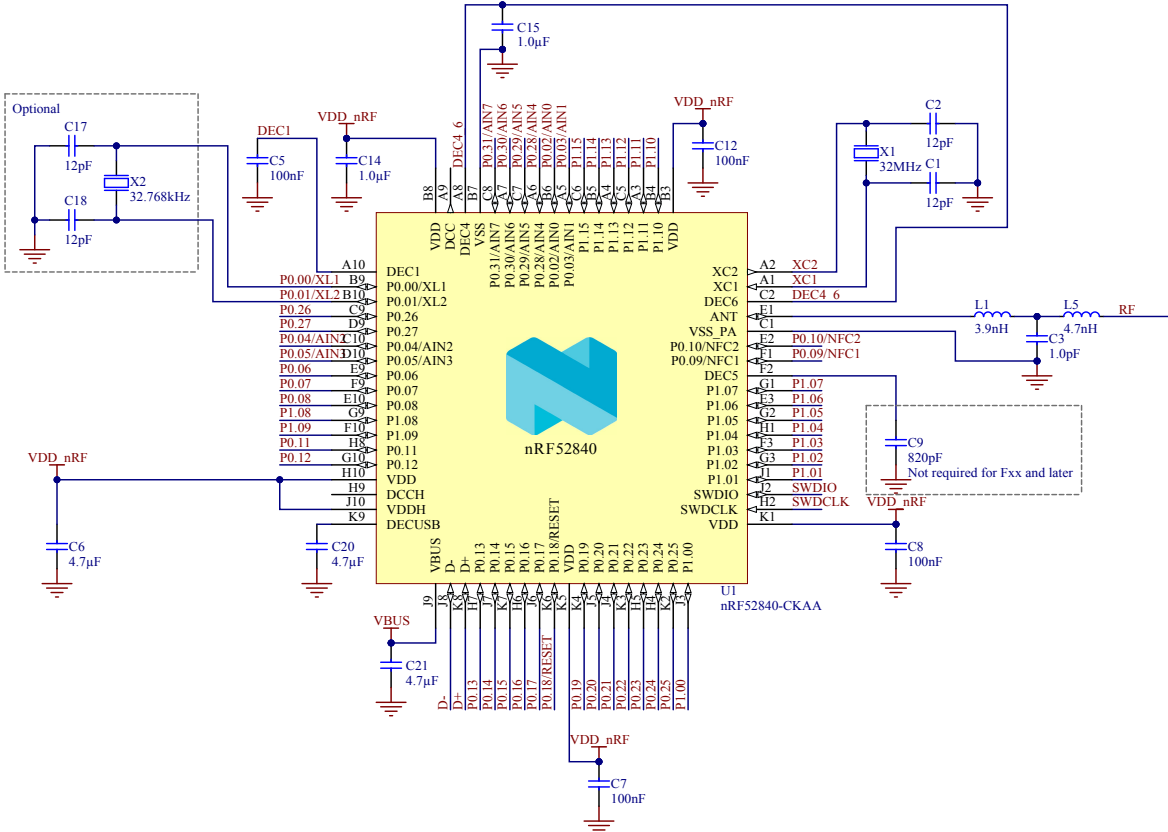 C15
1.0µF
Optional
C17
12pF
X2
32.768kHz
C18
12pF
DEC1
C5
100nF
VDD_nRF
C14
1.0µF
DEC4_6
P0.31/AIN7
P0.30/AIN6
P0.29/AIN5
P0.28/AIN4
P0.02/AIN0
P0.03/AIN1
P1.15
P1.14
P1.13
P1.12
P1.11
P1.10
VDD_nRF
C12
100nF
C2
12pF
X1
32MHz
C1
12pF
B8
A9
A8
B7
C8
A7
C7
A6
B6
A5
C6
B5
A4
C5
A3
B4
B3
VDD
DCC
DEC4
VSS
P0.31/AIN7
P0.30/AIN6
P0.29/AIN5
P0.28/AIN4
P0.02/AIN0
P0.03/AIN1
P1.15
P1.14
P1.13
P1.12
P1.11
P1.10
VDD
A10 DEC1
P0.00/XL1 B9 P0.00/XL1
P0.01/XL2 B10 P0.01/XL2
P0.26 C9 P0.26
P0.27 D9 P0.27
P0.04/AIN2 C10 P0.04/AIN2
P0.05/AIN3 D10 P0.05/AIN3
P0.06 E9 P0.06
P0.07 F9 P0.07
P0.08 E10 P0.08
P1.08 G9 P1.08
P1.09 F10 P1.09
P0.11 H8 P0.11
P0.12 G10 P0.12
H10 VDD
H9 DCCH
J10 VDDH
K9 DECUSB
XC2 A2 XC2
XC1 A1 XC1
DEC6 C2 DEC4_6
ANT E1
VSS_PA C1
P0.10/NFC2 E2 P0.10/NFC2
P0.09/NFC1 F1 P0.09/NFC1
DEC5 F2
P1.07 G1 P1.07
P1.06 E3 P1.06
P1.05 G2 P1.05
P1.04 H1 P1.04
P1.03 F3 P1.03
P1.02 G3 P1.02
P1.01 J1 P1.01
SWDIO J2 SWDIO
SWDCLK H2 SWDCLK
VDD K1
L1
3.9nH
L5
4.7nH
RF
C3
1.0pF
C9
820pF
Not required for Fxx and later
VDD_nRF
C8
100nF
nRF52840
VDD_nRF
C6
4.7µF
C20
4.7µF
VBUS
D-
D+
P0.13
P0.14
P0.15
P0.16
P0.17
P0.18/RESET
VDD
P0.19
P0.20
P0.21
P0.22
P0.23
P0.24
P0.25
P1.00
U1
nRF52840-CKAA
J9
J8
K8
H7
J7
K7
H6
J6
K6
K5
K4
J5
J4
K3
H5
H4
K2
J3
VBUS
C21
4.7µF
D-
D+
P0.13
P0.14
P0.15
P0.16
P0.17
P0.18/RESET
P0.19
P0.20
P0.21
P0.22
P0.23
P0.24
P0.25
P1.00
VDD_nRF
C7
100nF